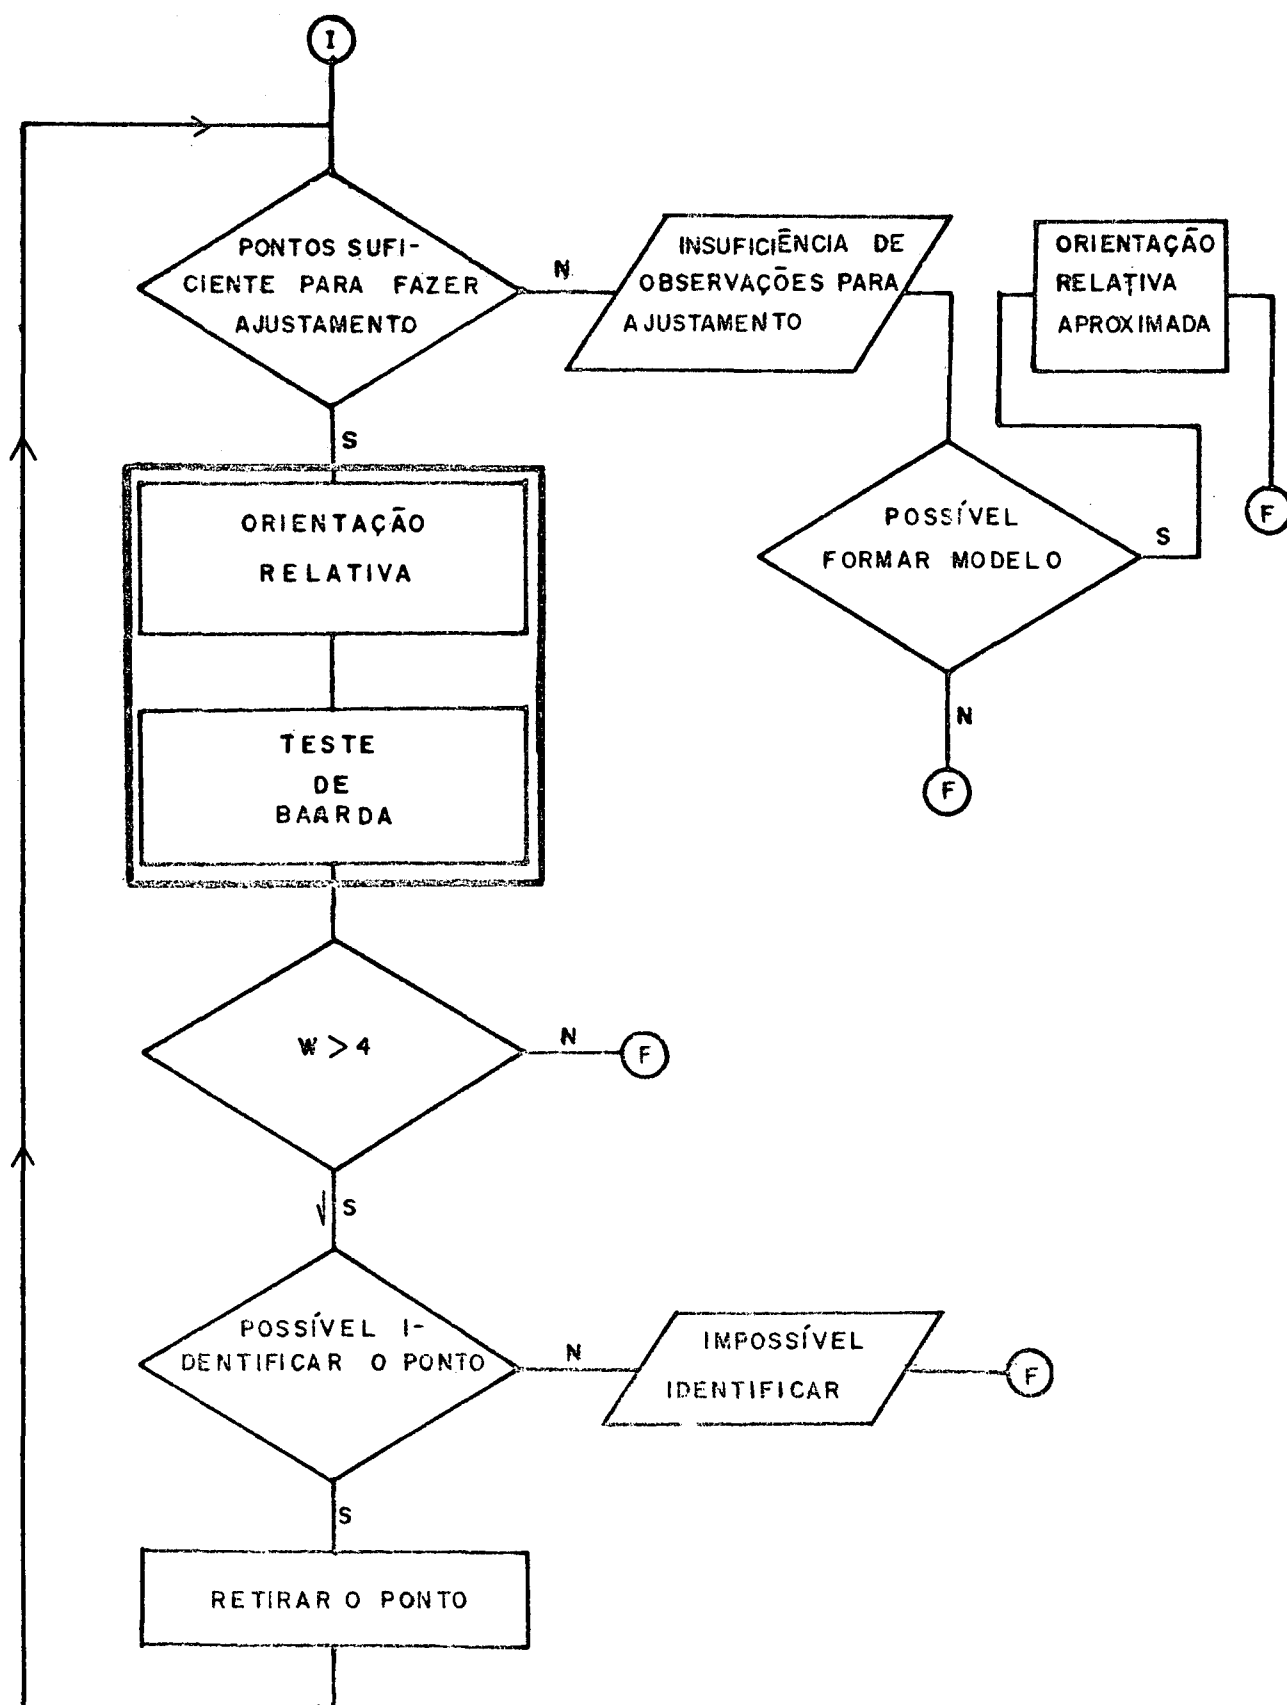 I
PONTOS SUFI-
CIENTE PARA FAZER
AJUSTAMENTO
N
INSUFICIÊNCIA DE
OBSERVAÇÕES PARA
AJUSTAMENTO
ORIENTAÇÃO
RELATIVA
APROXIMADA
F
S
POSSÍVEL
FORMAR MODELO
S
N
F
ORIENTAÇÃO
RELATIVA
TESTE
DE
BAARDA
W > 4
N
F
S
POSSÍVEL I-
DENTIFICAR O PONTO
N
IMPOSSÍVEL
IDENTIFICAR
F
S
RETIRAR O PONTO